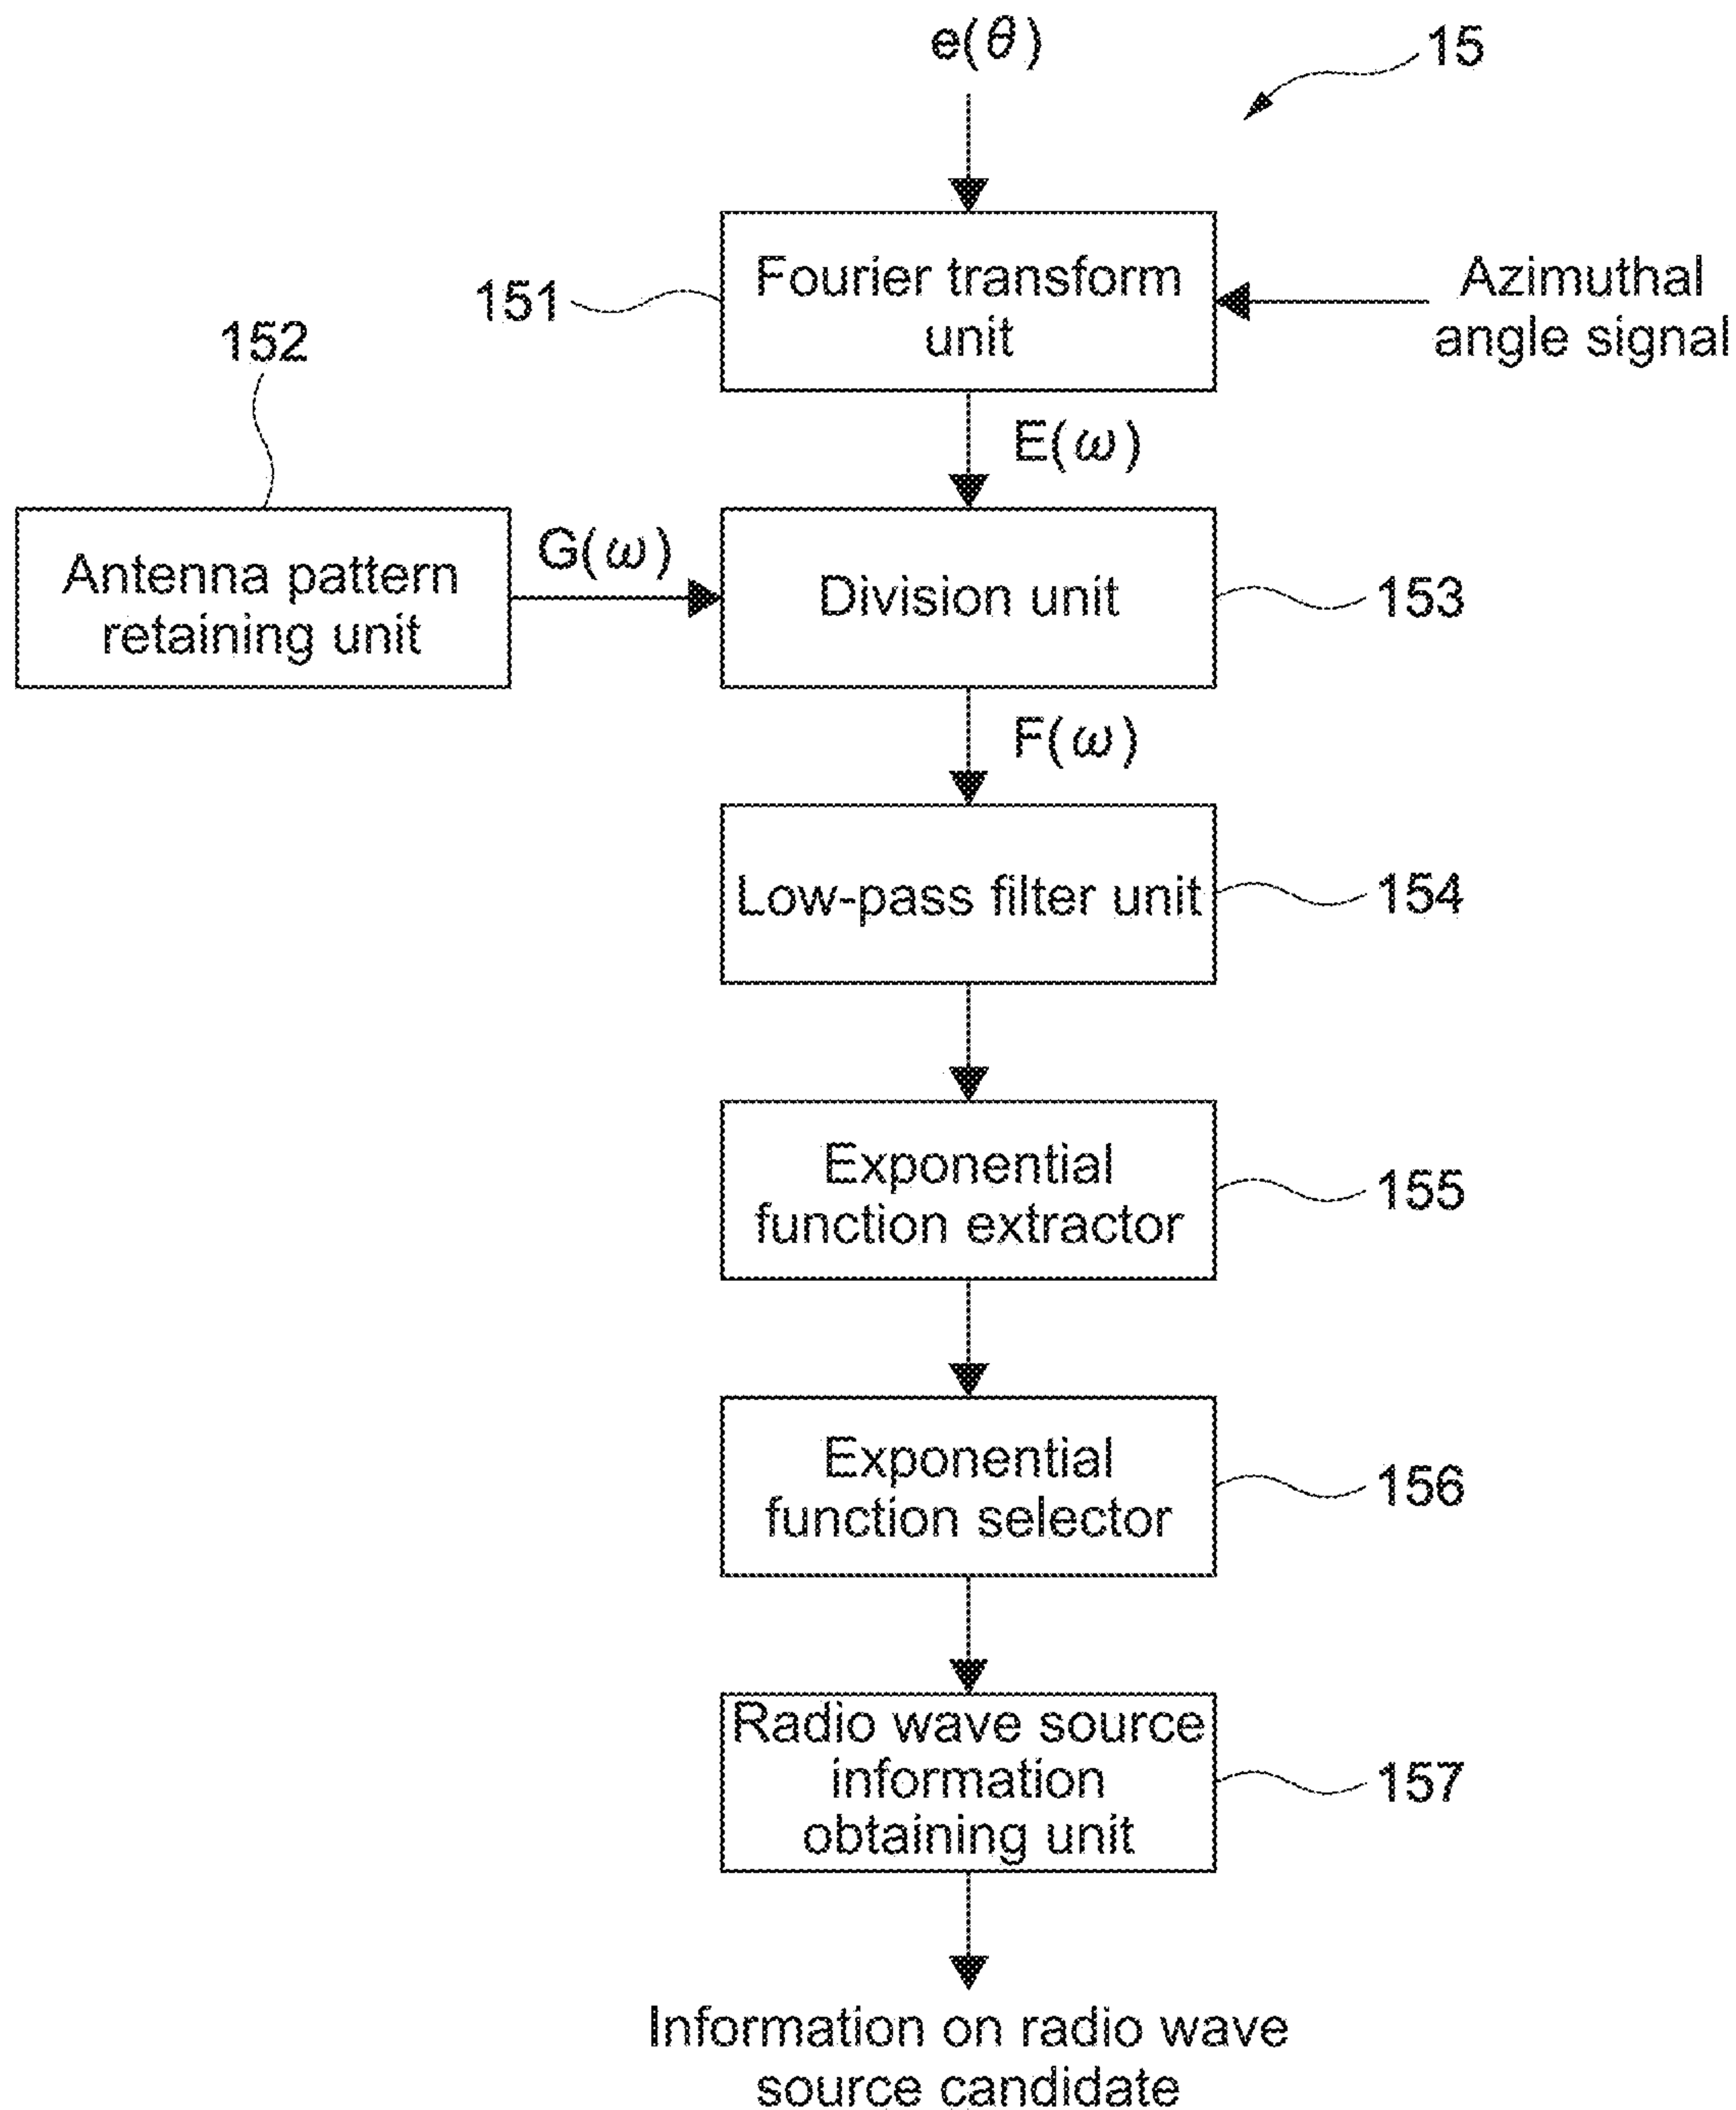 e(θ)
15
Fourier transform
unit
151
Azimuthal
angle signal
152
E(ω)
Antenna pattern
retaining unit
G(ω)
Division unit
153
F(ω)
Low-pass filter unit
154
Exponential
function extractor
155
Exponential
function selector
156
Radio wave source
information
obtaining unit
157
Information on radio wave
source candidate